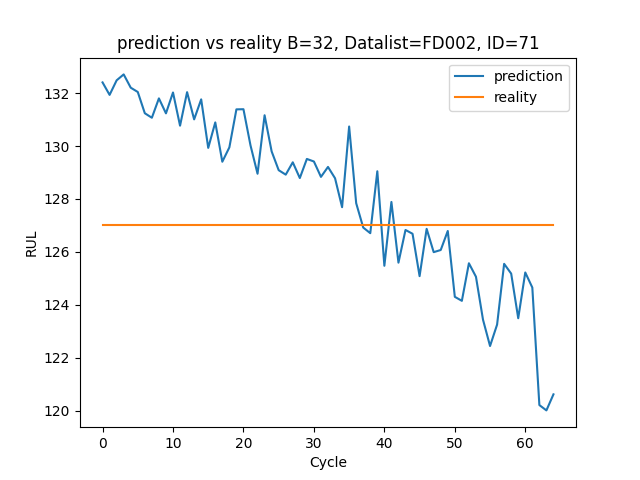 prediction vs reality B=32, Datalist=FD002, ID=71
prediction
reality
RUL
132
130
128
126
124
122
120
0 10 20 30 40 50 60
Cycle